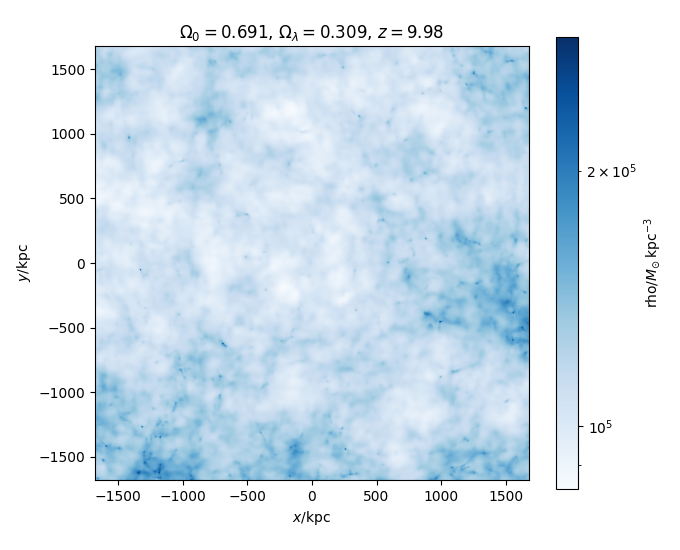 Ω₀ = 0.691, Ω_λ = 0.309, z = 9.98
1500
1000
500
0
−500
−1000
−1500
y/kpc
−1500 −1000 −500 0 500 1000 1500
x/kpc
2 × 10⁵
10⁵
rho/M☉ kpc⁻³